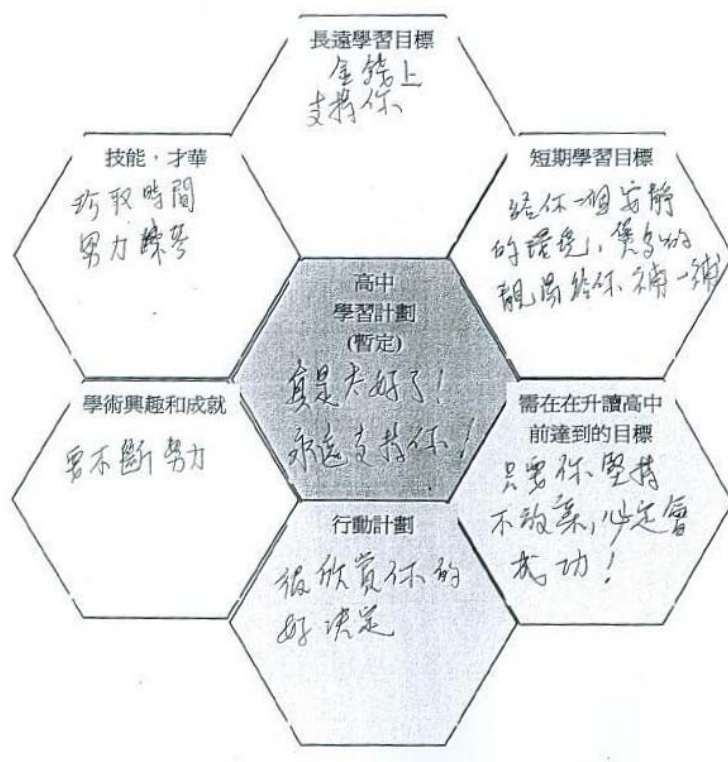 長遠學習目標
金錢上
支持你
技能，才華
珍取時間
努力練琴
短期學習目標
給你一個安靜
的環境、煲多的
靚湯給你補一補
高中
學習計劃
(暫定)
真是太好了！
永遠支持你！
學術興趣和成就
要不斷努力
需在在升讀高中
前達到的目標
只要你堅持
不放棄，必定會
成功！
行動計劃
很欣賞你的
好決定